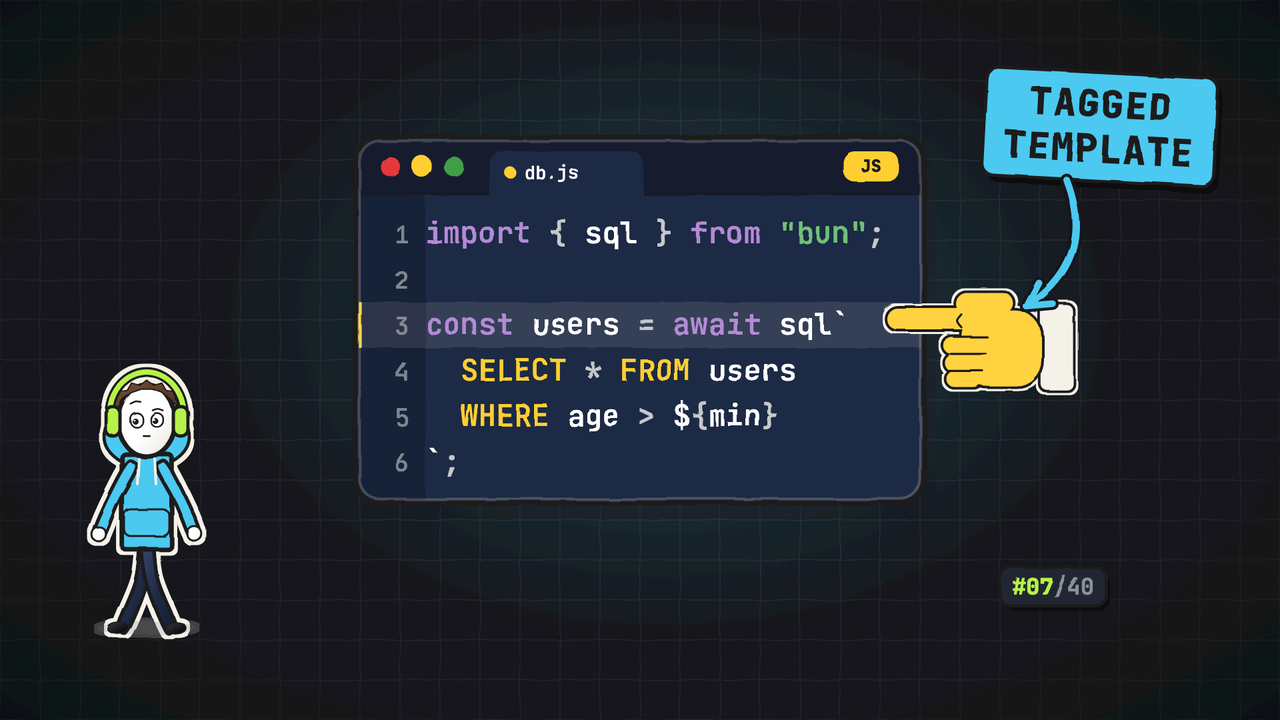 TAGGED
TEMPLATE
db.js
JS
1 import { sql } from "bun";
2
3 const users = await sql`
4   SELECT * FROM users
5   WHERE age > ${min}
6 `;
#07/40